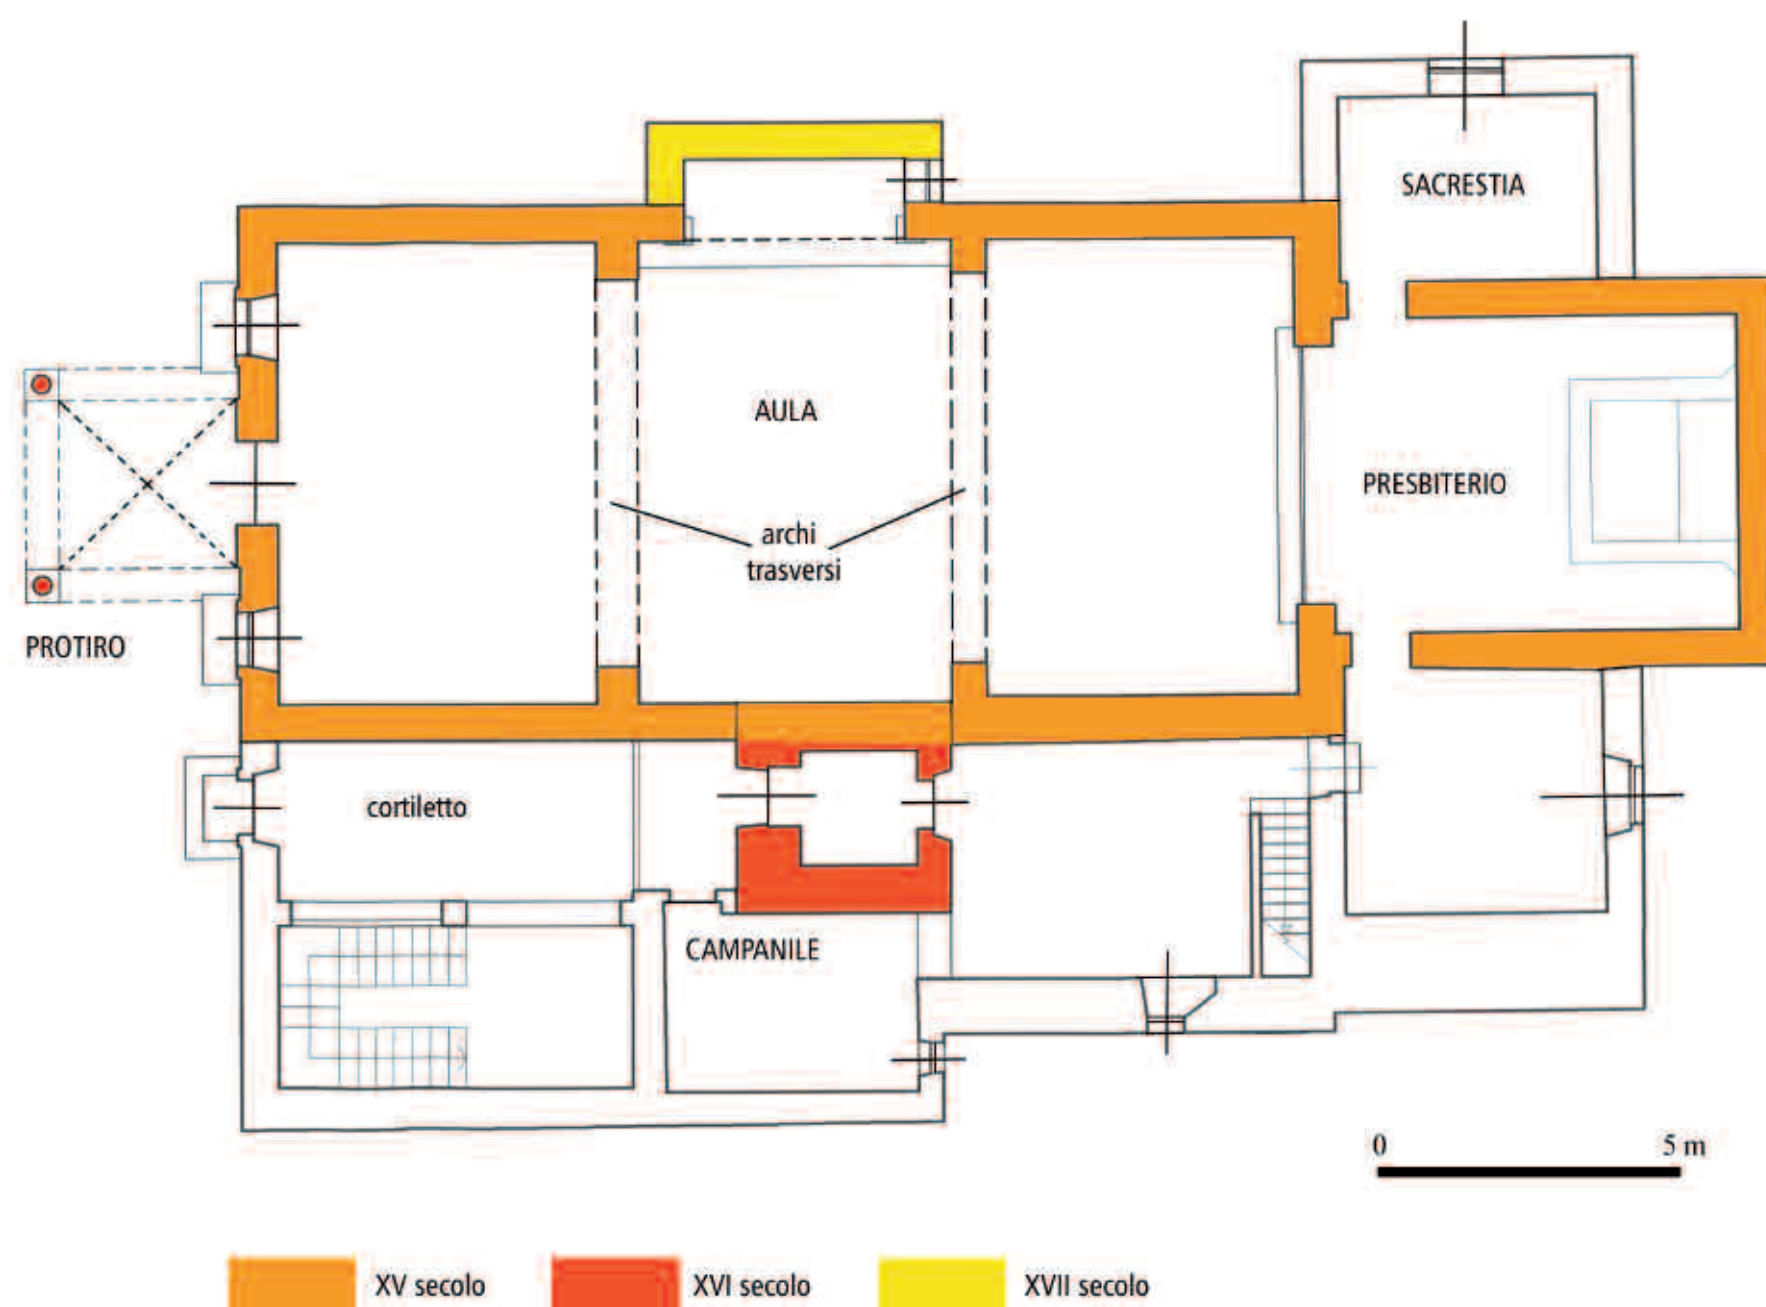 SACRESTIA
AULA
PRESBITERIO
archi
trasversi
PROTIRO
cortiletto
CAMPANILE
0 5 m
XV secolo XVI secolo XVII secolo